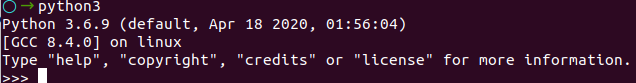 ○ → python3
Python 3.6.9 (default, Apr 18 2020, 01:56:04)
[GCC 8.4.0] on linux
Type "help", "copyright", "credits" or "license" for more information.
>>>